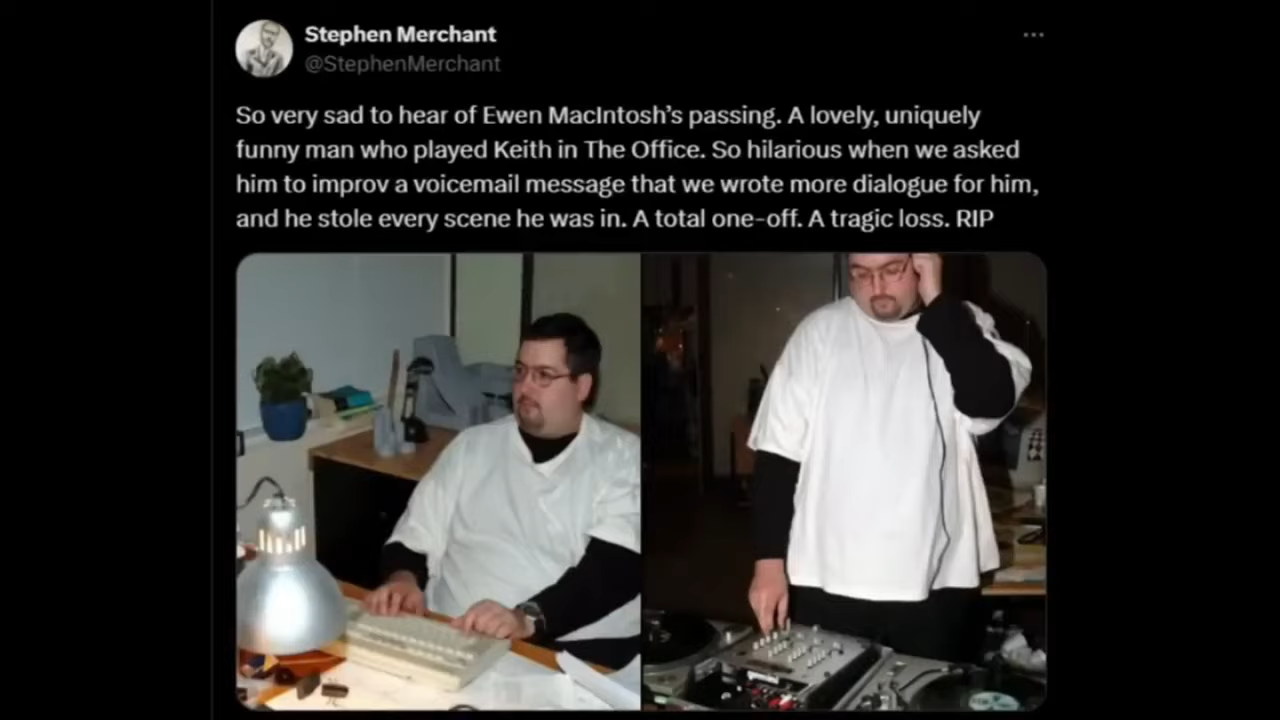 Stephen Merchant
@StephenMerchant
So very sad to hear of Ewen MacIntosh's passing. A lovely, uniquely
funny man who played Keith in The Office. So hilarious when we asked
him to improv a voicemail message that we wrote more dialogue for him,
and he stole every scene he was in. A total one-off. A tragic loss. RIP